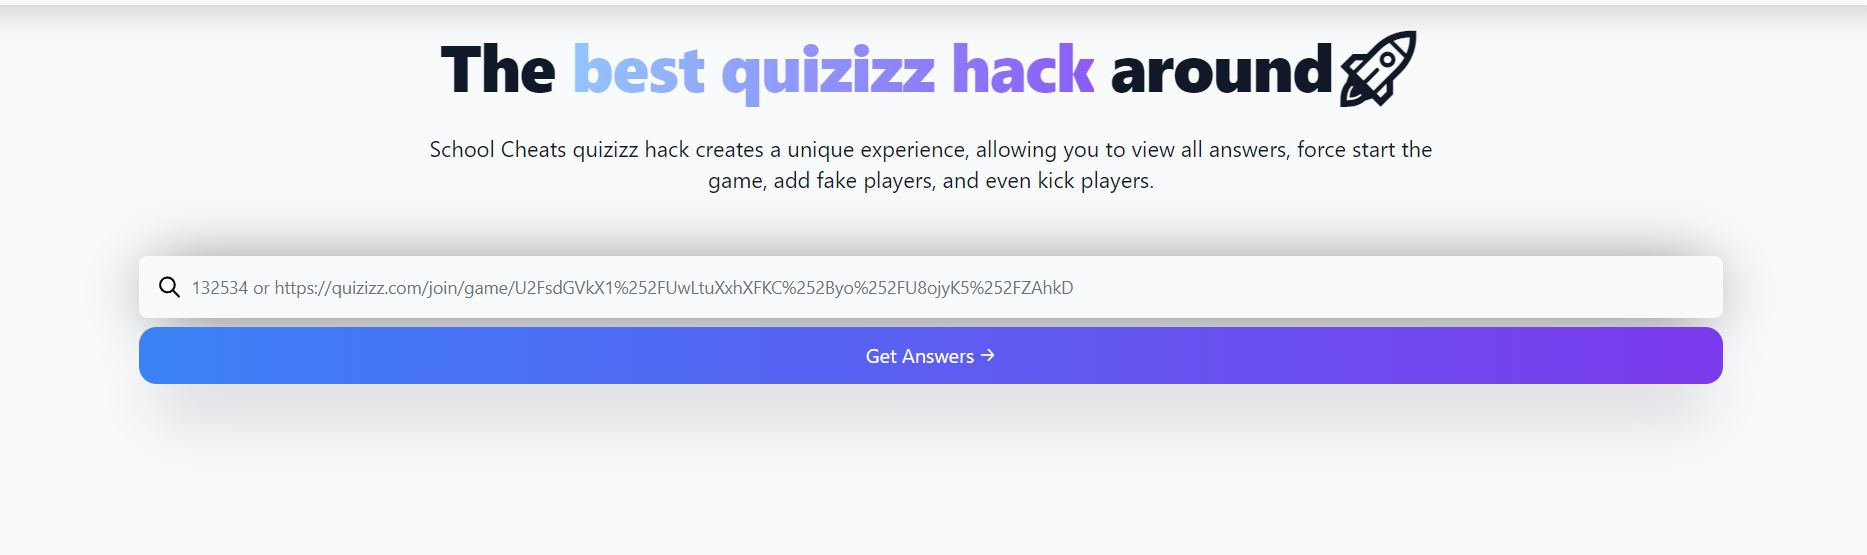 The best quizizz hack around
School Cheats quizizz hack creates a unique experience, allowing you to view all answers, force start the
game, add fake players, and even kick players.
132534 or https://quizizz.com/join/game/U2FsdGVkX1%252FUwLtuXxhXFKC%252Byo%252FU8ojyK5%252FZAhkD
Get Answers →